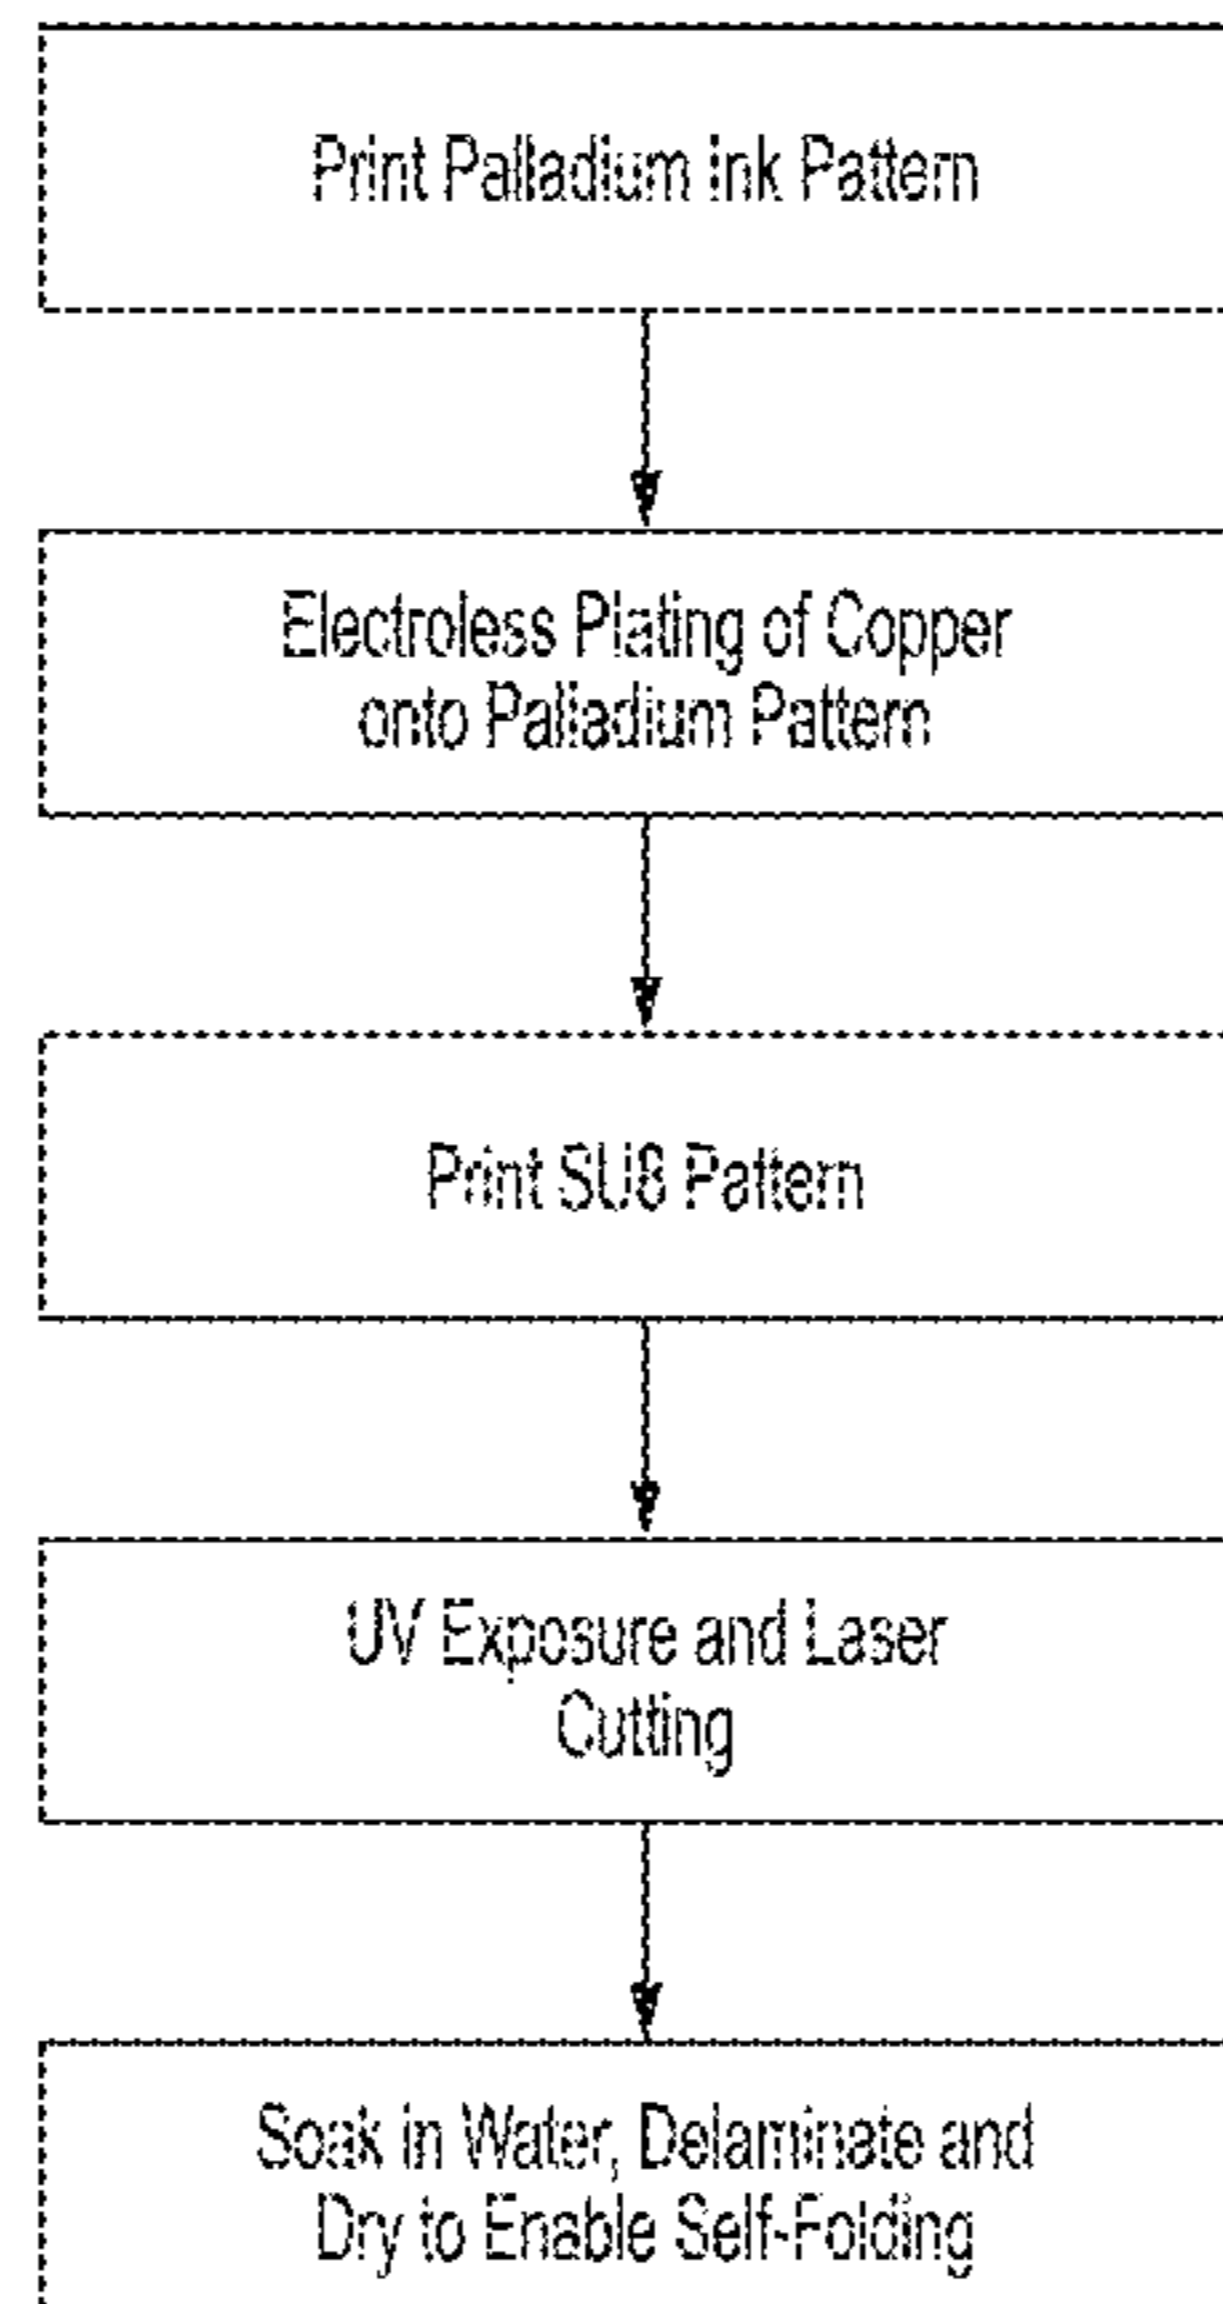 Print Palladium ink Pattern
Electroless Plating of Copper
onto Palladium Pattern
Print SU8 Pattern
UV Exposure and Laser
Cutting
Soak in Water, Delaminate and
Dry to Enable Self-Folding